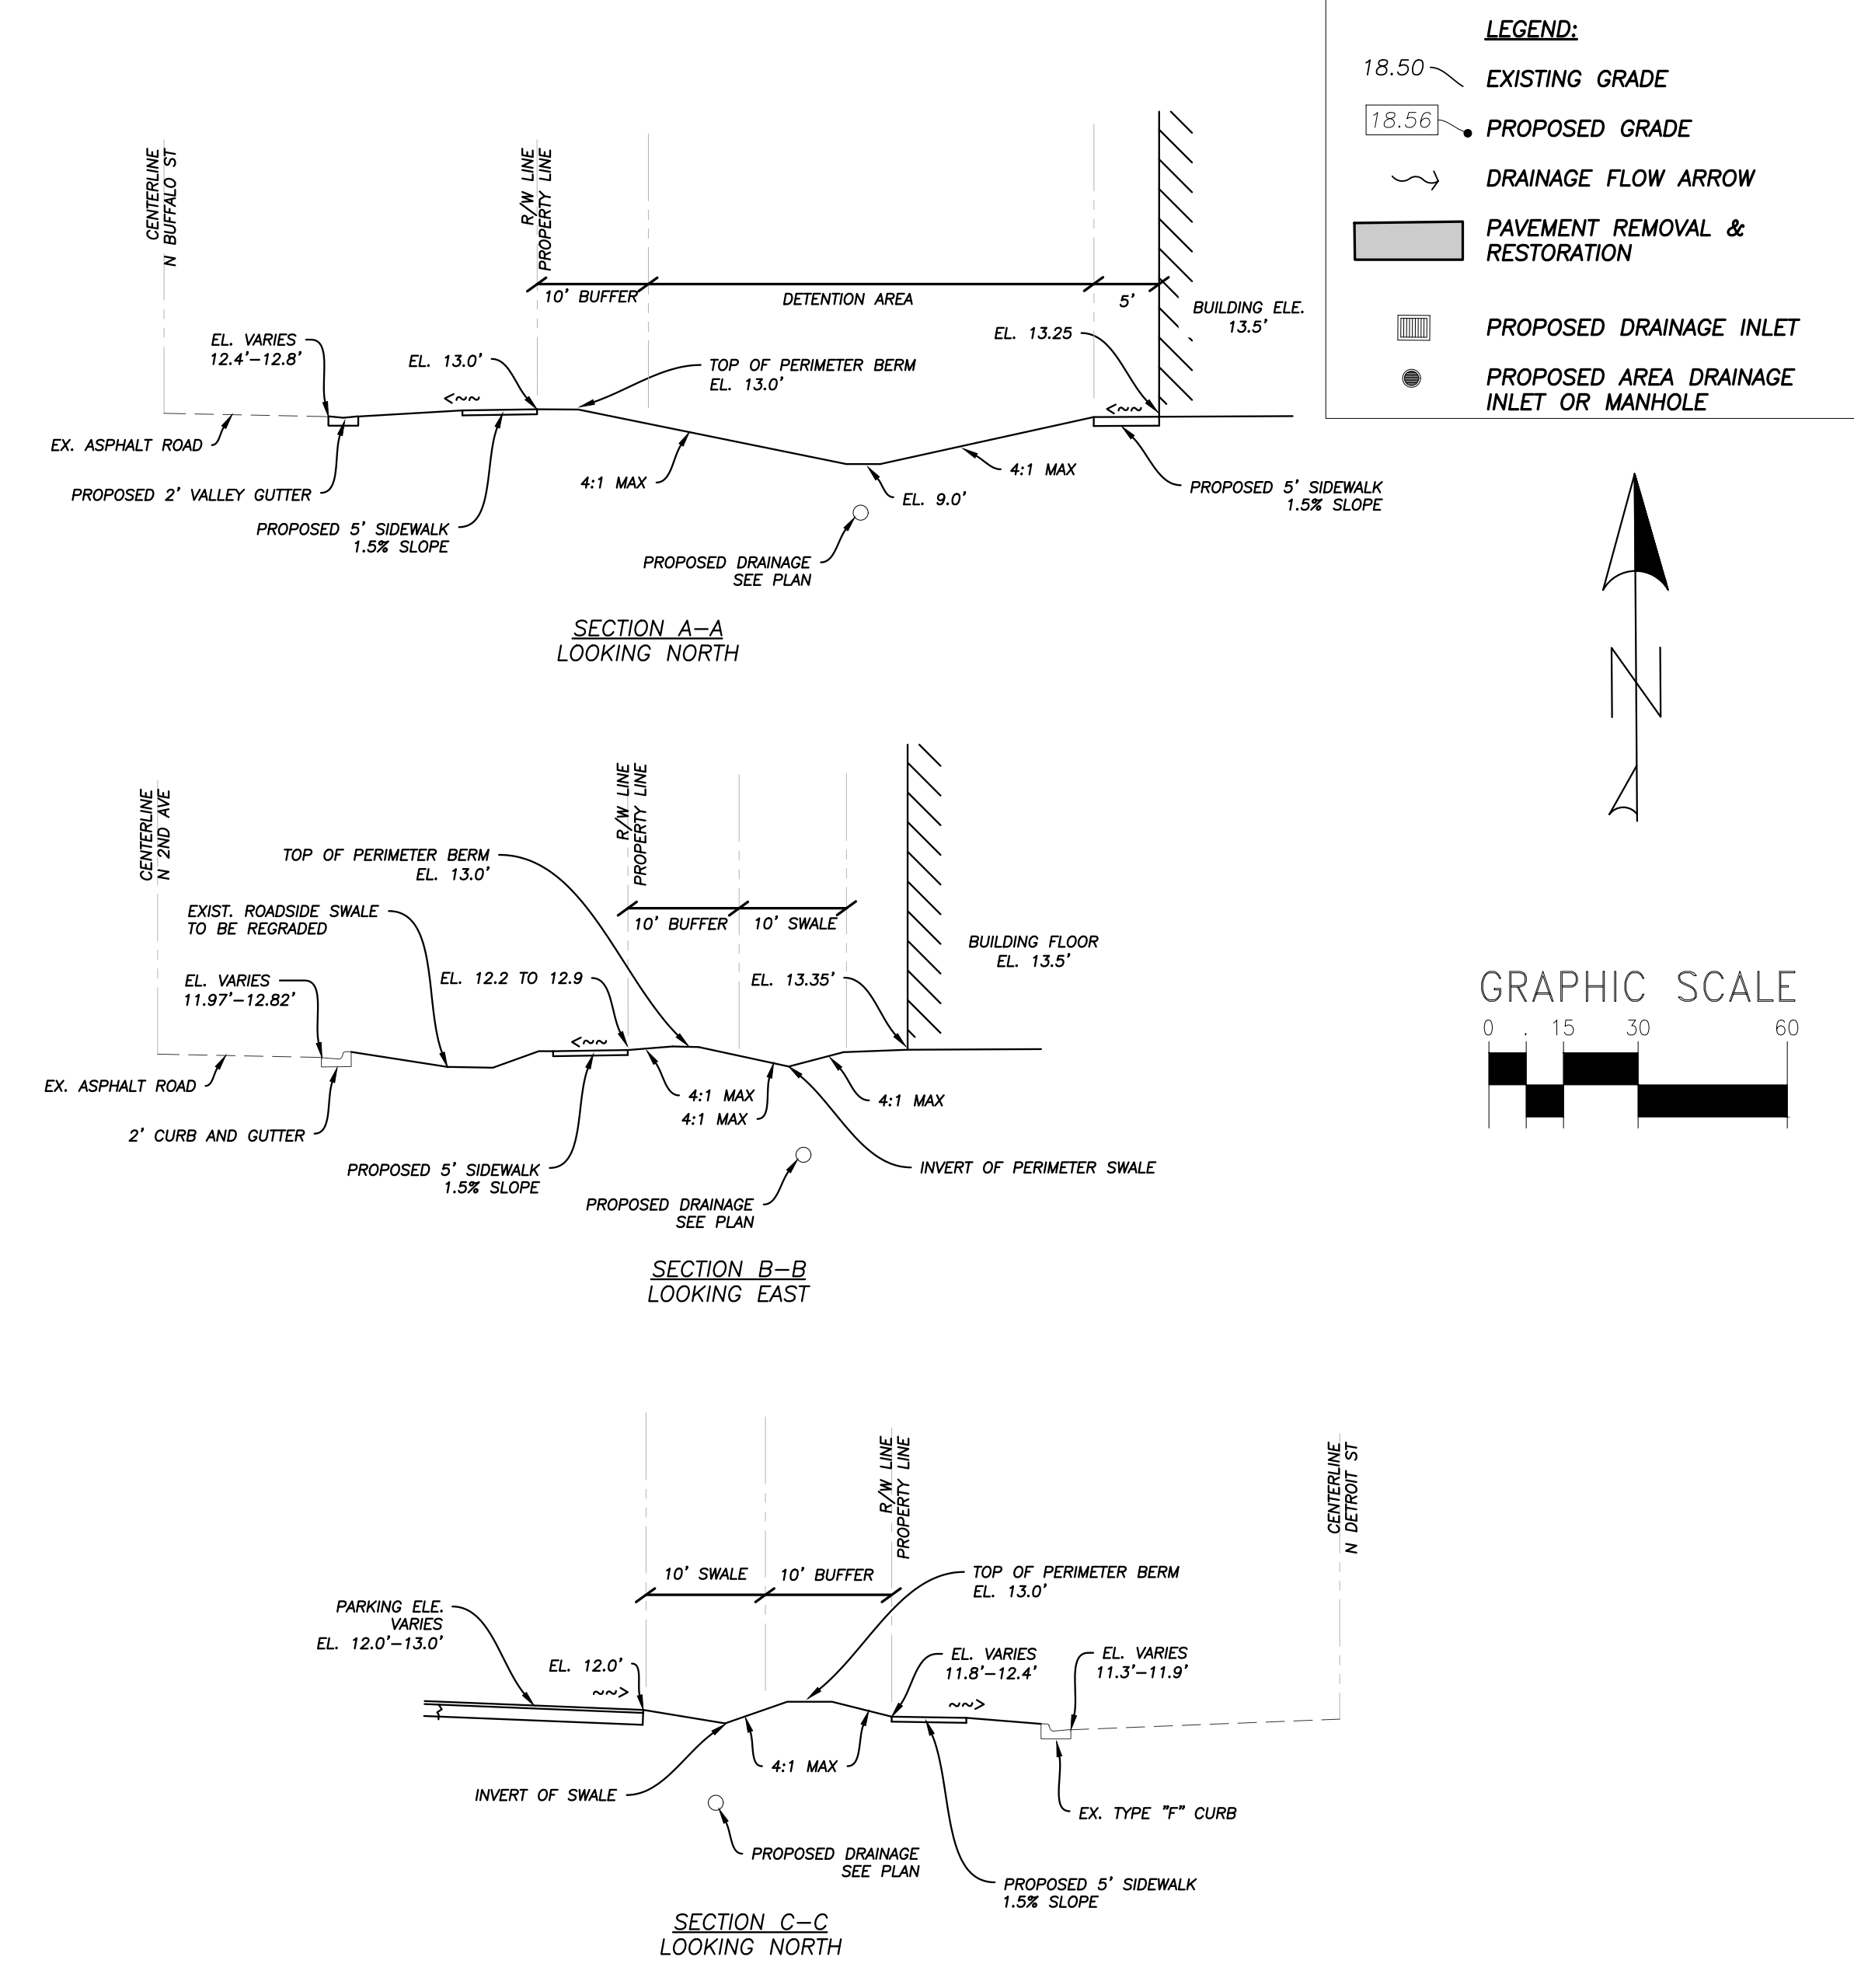 LEGEND:
18.50
EXISTING GRADE
18.56
PROPOSED GRADE
DRAINAGE FLOW ARROW
PAVEMENT REMOVAL &
RESTORATION
PROPOSED DRAINAGE INLET
PROPOSED AREA DRAINAGE
INLET OR MANHOLE
CENTERLINE
N BUFFALO ST
R/W LINE
PROPERTY LINE
10' BUFFER
DETENTION AREA
5'
BUILDING ELE.
13.5'
EL. VARIES
12.4'-12.8'
EL. 13.0'
TOP OF PERIMETER BERM
EL. 13.0'
EL. 13.25
<~~
<~~
EX. ASPHALT ROAD
PROPOSED 2' VALLEY GUTTER
PROPOSED 5' SIDEWALK
1.5% SLOPE
4:1 MAX
4:1 MAX
EL. 9.0'
PROPOSED 5' SIDEWALK
1.5% SLOPE
PROPOSED DRAINAGE
SEE PLAN
SECTION A-A
LOOKING NORTH
N
CENTERLINE
N 2ND AVE
R/W LINE
PROPERTY LINE
TOP OF PERIMETER BERM
EL. 13.0'
EXIST. ROADSIDE SWALE
TO BE REGRADED
10' BUFFER
10' SWALE
BUILDING FLOOR
EL. 13.5'
EL. VARIES
11.97'-12.82'
EL. 12.2 TO 12.9
EL. 13.35'
<~~
EX. ASPHALT ROAD
2' CURB AND GUTTER
4:1 MAX
4:1 MAX
4:1 MAX
PROPOSED 5' SIDEWALK
1.5% SLOPE
INVERT OF PERIMETER SWALE
PROPOSED DRAINAGE
SEE PLAN
SECTION B-B
LOOKING EAST
GRAPHIC SCALE
0 . 15 30 60
CENTERLINE
N DETROIT ST
R/W LINE
PROPERTY LINE
10' SWALE
10' BUFFER
TOP OF PERIMETER BERM
EL. 13.0'
PARKING ELE.
VARIES
EL. 12.0'-13.0'
EL. 12.0'
~~>
EL. VARIES
11.8'-12.4'
EL. VARIES
11.3'-11.9'
~~>
4:1 MAX
INVERT OF SWALE
EX. TYPE "F" CURB
PROPOSED DRAINAGE
SEE PLAN
PROPOSED 5' SIDEWALK
1.5% SLOPE
SECTION C-C
LOOKING NORTH